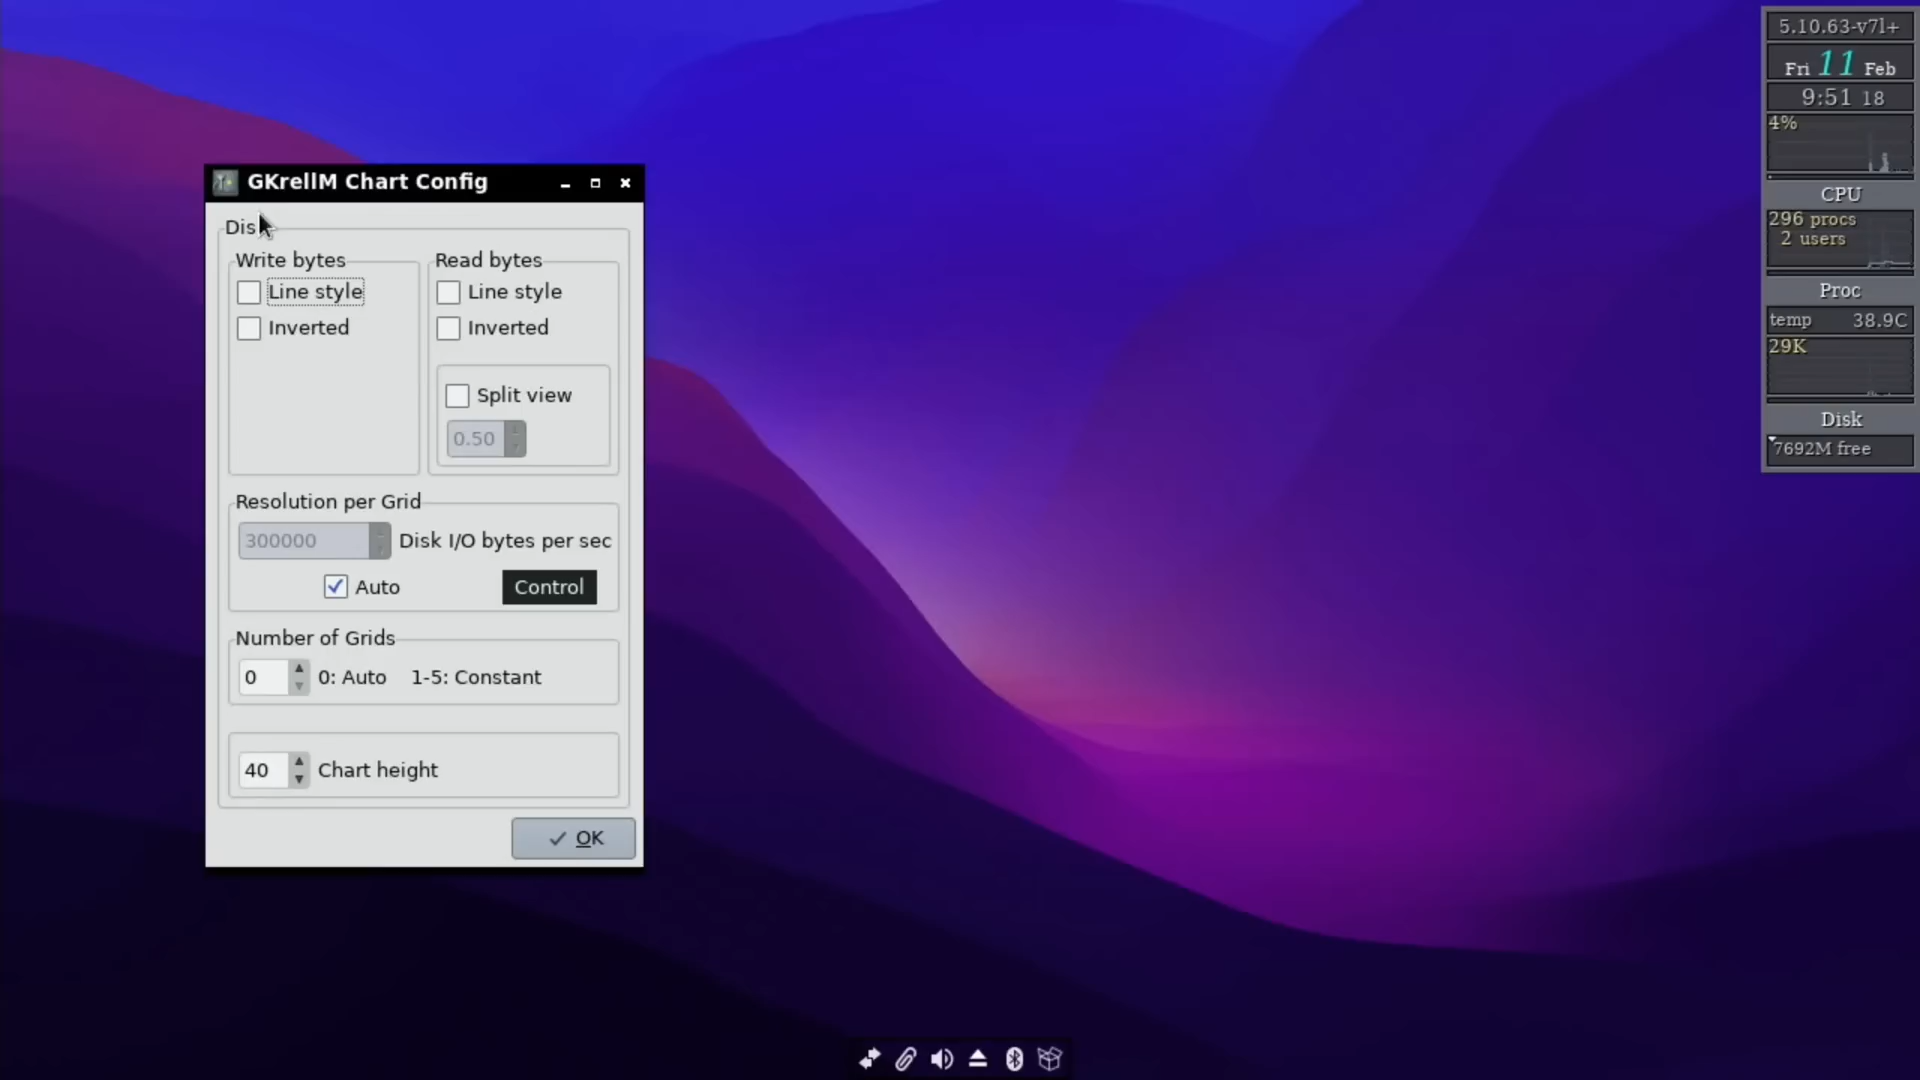 5.10.63-v7l+
Fri 11 Feb
9:51 18
4%
CPU
296 procs
2 users
Proc
temp 38.9C
29K
Disk
7692M free
GKrellM Chart Config
Dis
Write bytes
Line style
Inverted
Read bytes
Line style
Inverted
Split view
0.50
Resolution per Grid
300000 Disk I/O bytes per sec
Auto Control
Number of Grids
0 0: Auto 1-5: Constant
40 Chart height
OK